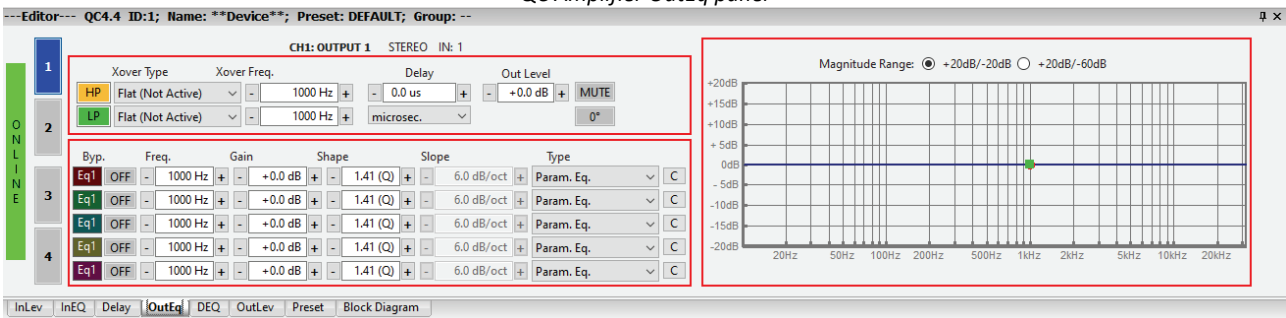 QC Amplifier OutEq panel
---Editor--- QC4.4 ID:1; Name: **Device**; Preset: DEFAULT; Group: --
ONLINE
1
2
3
4
CH1: OUTPUT 1 STEREO IN: 1
Xover Type Xover Freq. Delay Out Level
HP Flat (Not Active) - 1000 Hz + - 0.0 us + - +0.0 dB + MUTE
LP Flat (Not Active) - 1000 Hz + microsec. 0°
Byp. Freq. Gain Shape Slope Type
Eq1 OFF - 1000 Hz + - +0.0 dB + - 1.41 (Q) + - 6.0 dB/oct + Param. Eq. C
Eq1 OFF - 1000 Hz + - +0.0 dB + - 1.41 (Q) + - 6.0 dB/oct + Param. Eq. C
Eq1 OFF - 1000 Hz + - +0.0 dB + - 1.41 (Q) + - 6.0 dB/oct + Param. Eq. C
Eq1 OFF - 1000 Hz + - +0.0 dB + - 1.41 (Q) + - 6.0 dB/oct + Param. Eq. C
Eq1 OFF - 1000 Hz + - +0.0 dB + - 1.41 (Q) + - 6.0 dB/oct + Param. Eq. C
Magnitude Range: +20dB/-20dB +20dB/-60dB
+20dB
+15dB
+10dB
+ 5dB
0dB
- 5dB
-10dB
-15dB
-20dB
20Hz 50Hz 100Hz 200Hz 500Hz 1kHz 2kHz 5kHz 10kHz 20kHz
InLev InEQ Delay OutEq DEQ OutLev Preset Block Diagram